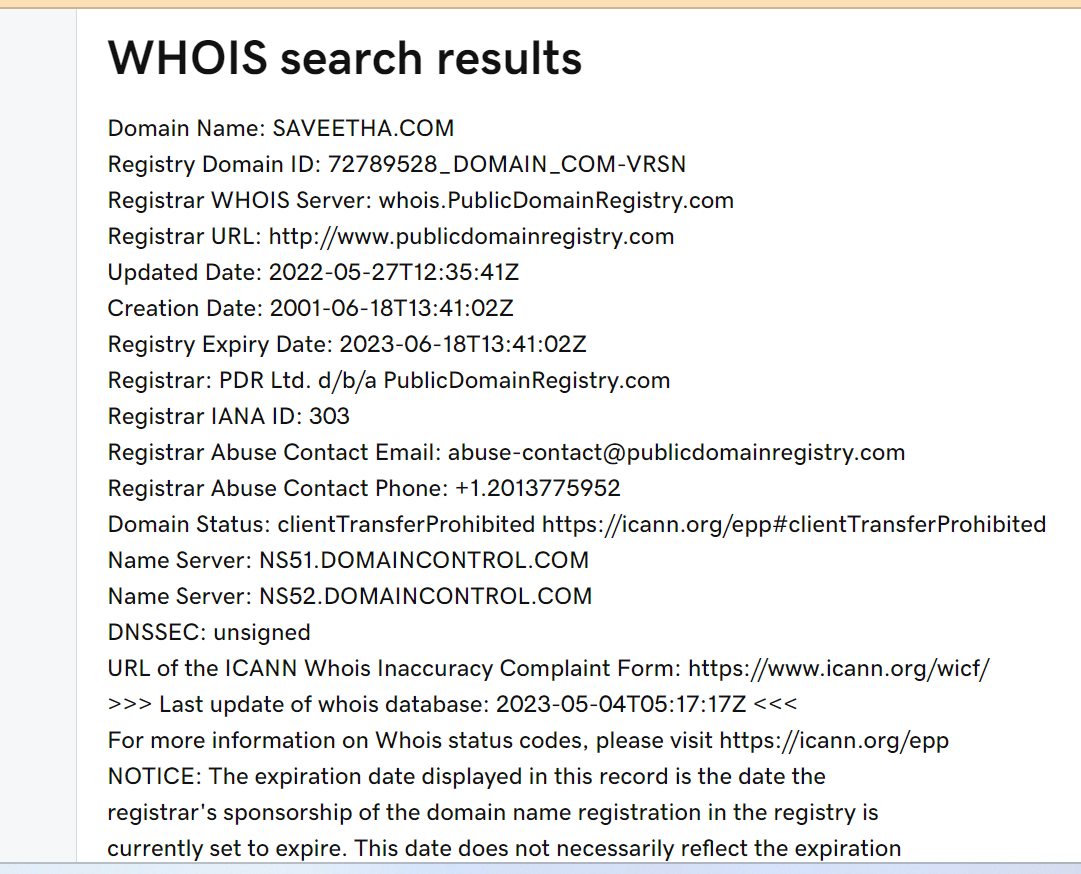 WHOIS search results
Domain Name: SAVEETHA.COM
Registry Domain ID: 72789528_DOMAIN_COM-VRSN
Registrar WHOIS Server: whois.PublicDomainRegistry.com
Registrar URL: http://www.publicdomainregistry.com
Updated Date: 2022-05-27T12:35:41Z
Creation Date: 2001-06-18T13:41:02Z
Registry Expiry Date: 2023-06-18T13:41:02Z
Registrar: PDR Ltd. d/b/a PublicDomainRegistry.com
Registrar IANA ID: 303
Registrar Abuse Contact Email: abuse-contact@publicdomainregistry.com
Registrar Abuse Contact Phone: +1.2013775952
Domain Status: clientTransferProhibited https://icann.org/epp#clientTransferProhibited
Name Server: NS51.DOMAINCONTROL.COM
Name Server: NS52.DOMAINCONTROL.COM
DNSSEC: unsigned
URL of the ICANN Whois Inaccuracy Complaint Form: https://www.icann.org/wicf/
>>> Last update of whois database: 2023-05-04T05:17:17Z <<<
For more information on Whois status codes, please visit https://icann.org/epp
NOTICE: The expiration date displayed in this record is the date the
registrar's sponsorship of the domain name registration in the registry is
currently set to expire. This date does not necessarily reflect the expiration